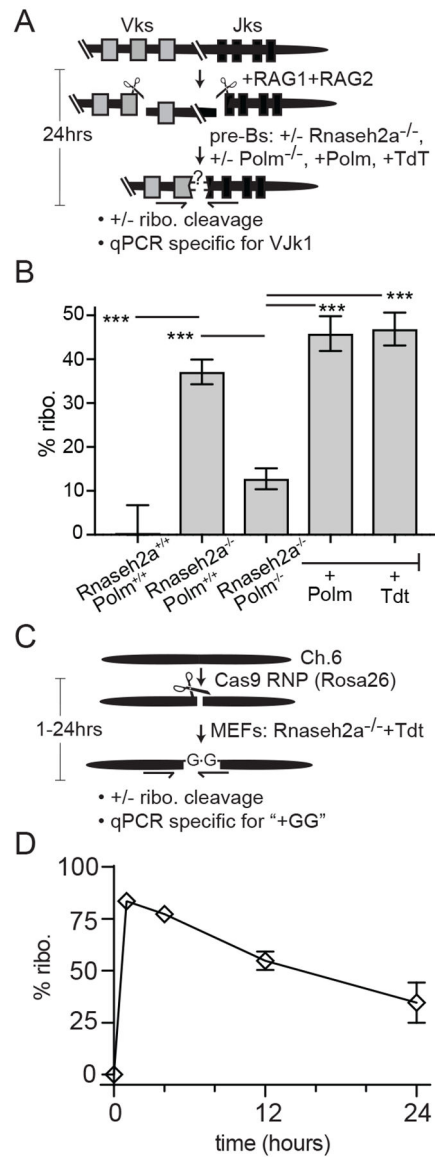 A
Vks
Jks
+RAG1+RAG2
24hrs
pre-Bs: +/- Rnaseh2a-/-,
+/- Polm-/-, +Polm, +TdT
?
• +/- ribo. cleavage
• qPCR specific for VJk1
B
% ribo.
50
40
30
20
10
0
***
***
***
***
Rnaseh2a+/+
Polm+/+
Rnaseh2a-/-
Polm+/+
Rnaseh2a-/-
Polm-/-
+
Polm
+
Tdt
C
Ch.6
Cas9 RNP (Rosa26)
1-24hrs
MEFs: Rnaseh2a-/-+Tdt
G·G
• +/- ribo. cleavage
• qPCR specific for "+GG"
D
% ribo.
100
75
50
25
0
0
12
24
time (hours)